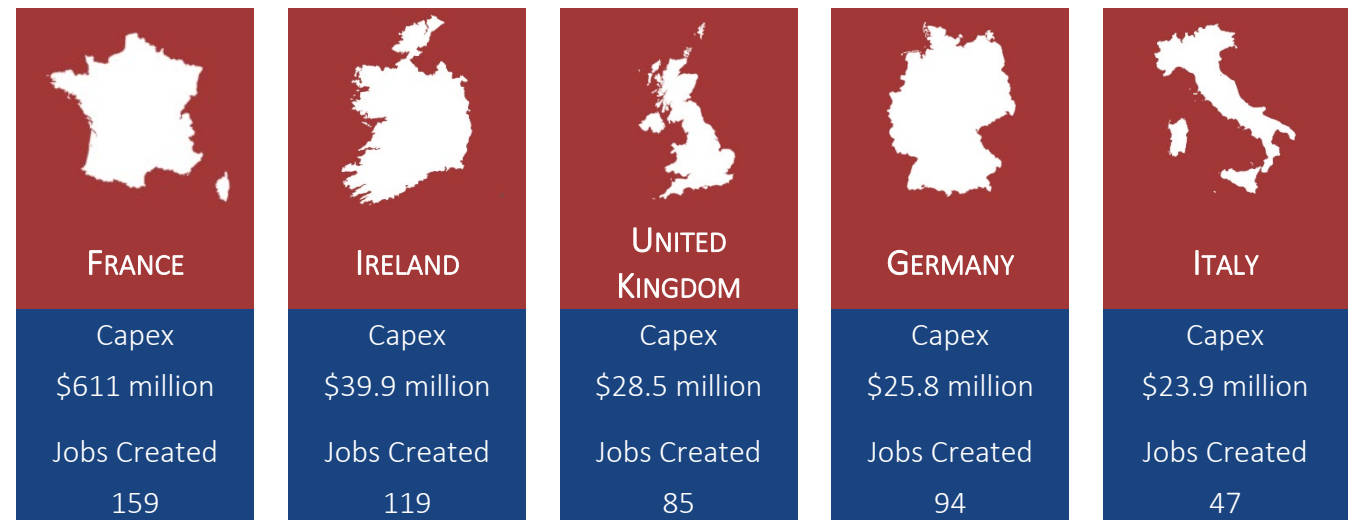 FRANCE
Capex
$611 million
Jobs Created
159
IRELAND
Capex
$39.9 million
Jobs Created
119
UNITED
KINGDOM
Capex
$28.5 million
Jobs Created
85
GERMANY
Capex
$25.8 million
Jobs Created
94
ITALY
Capex
$23.9 million
Jobs Created
47